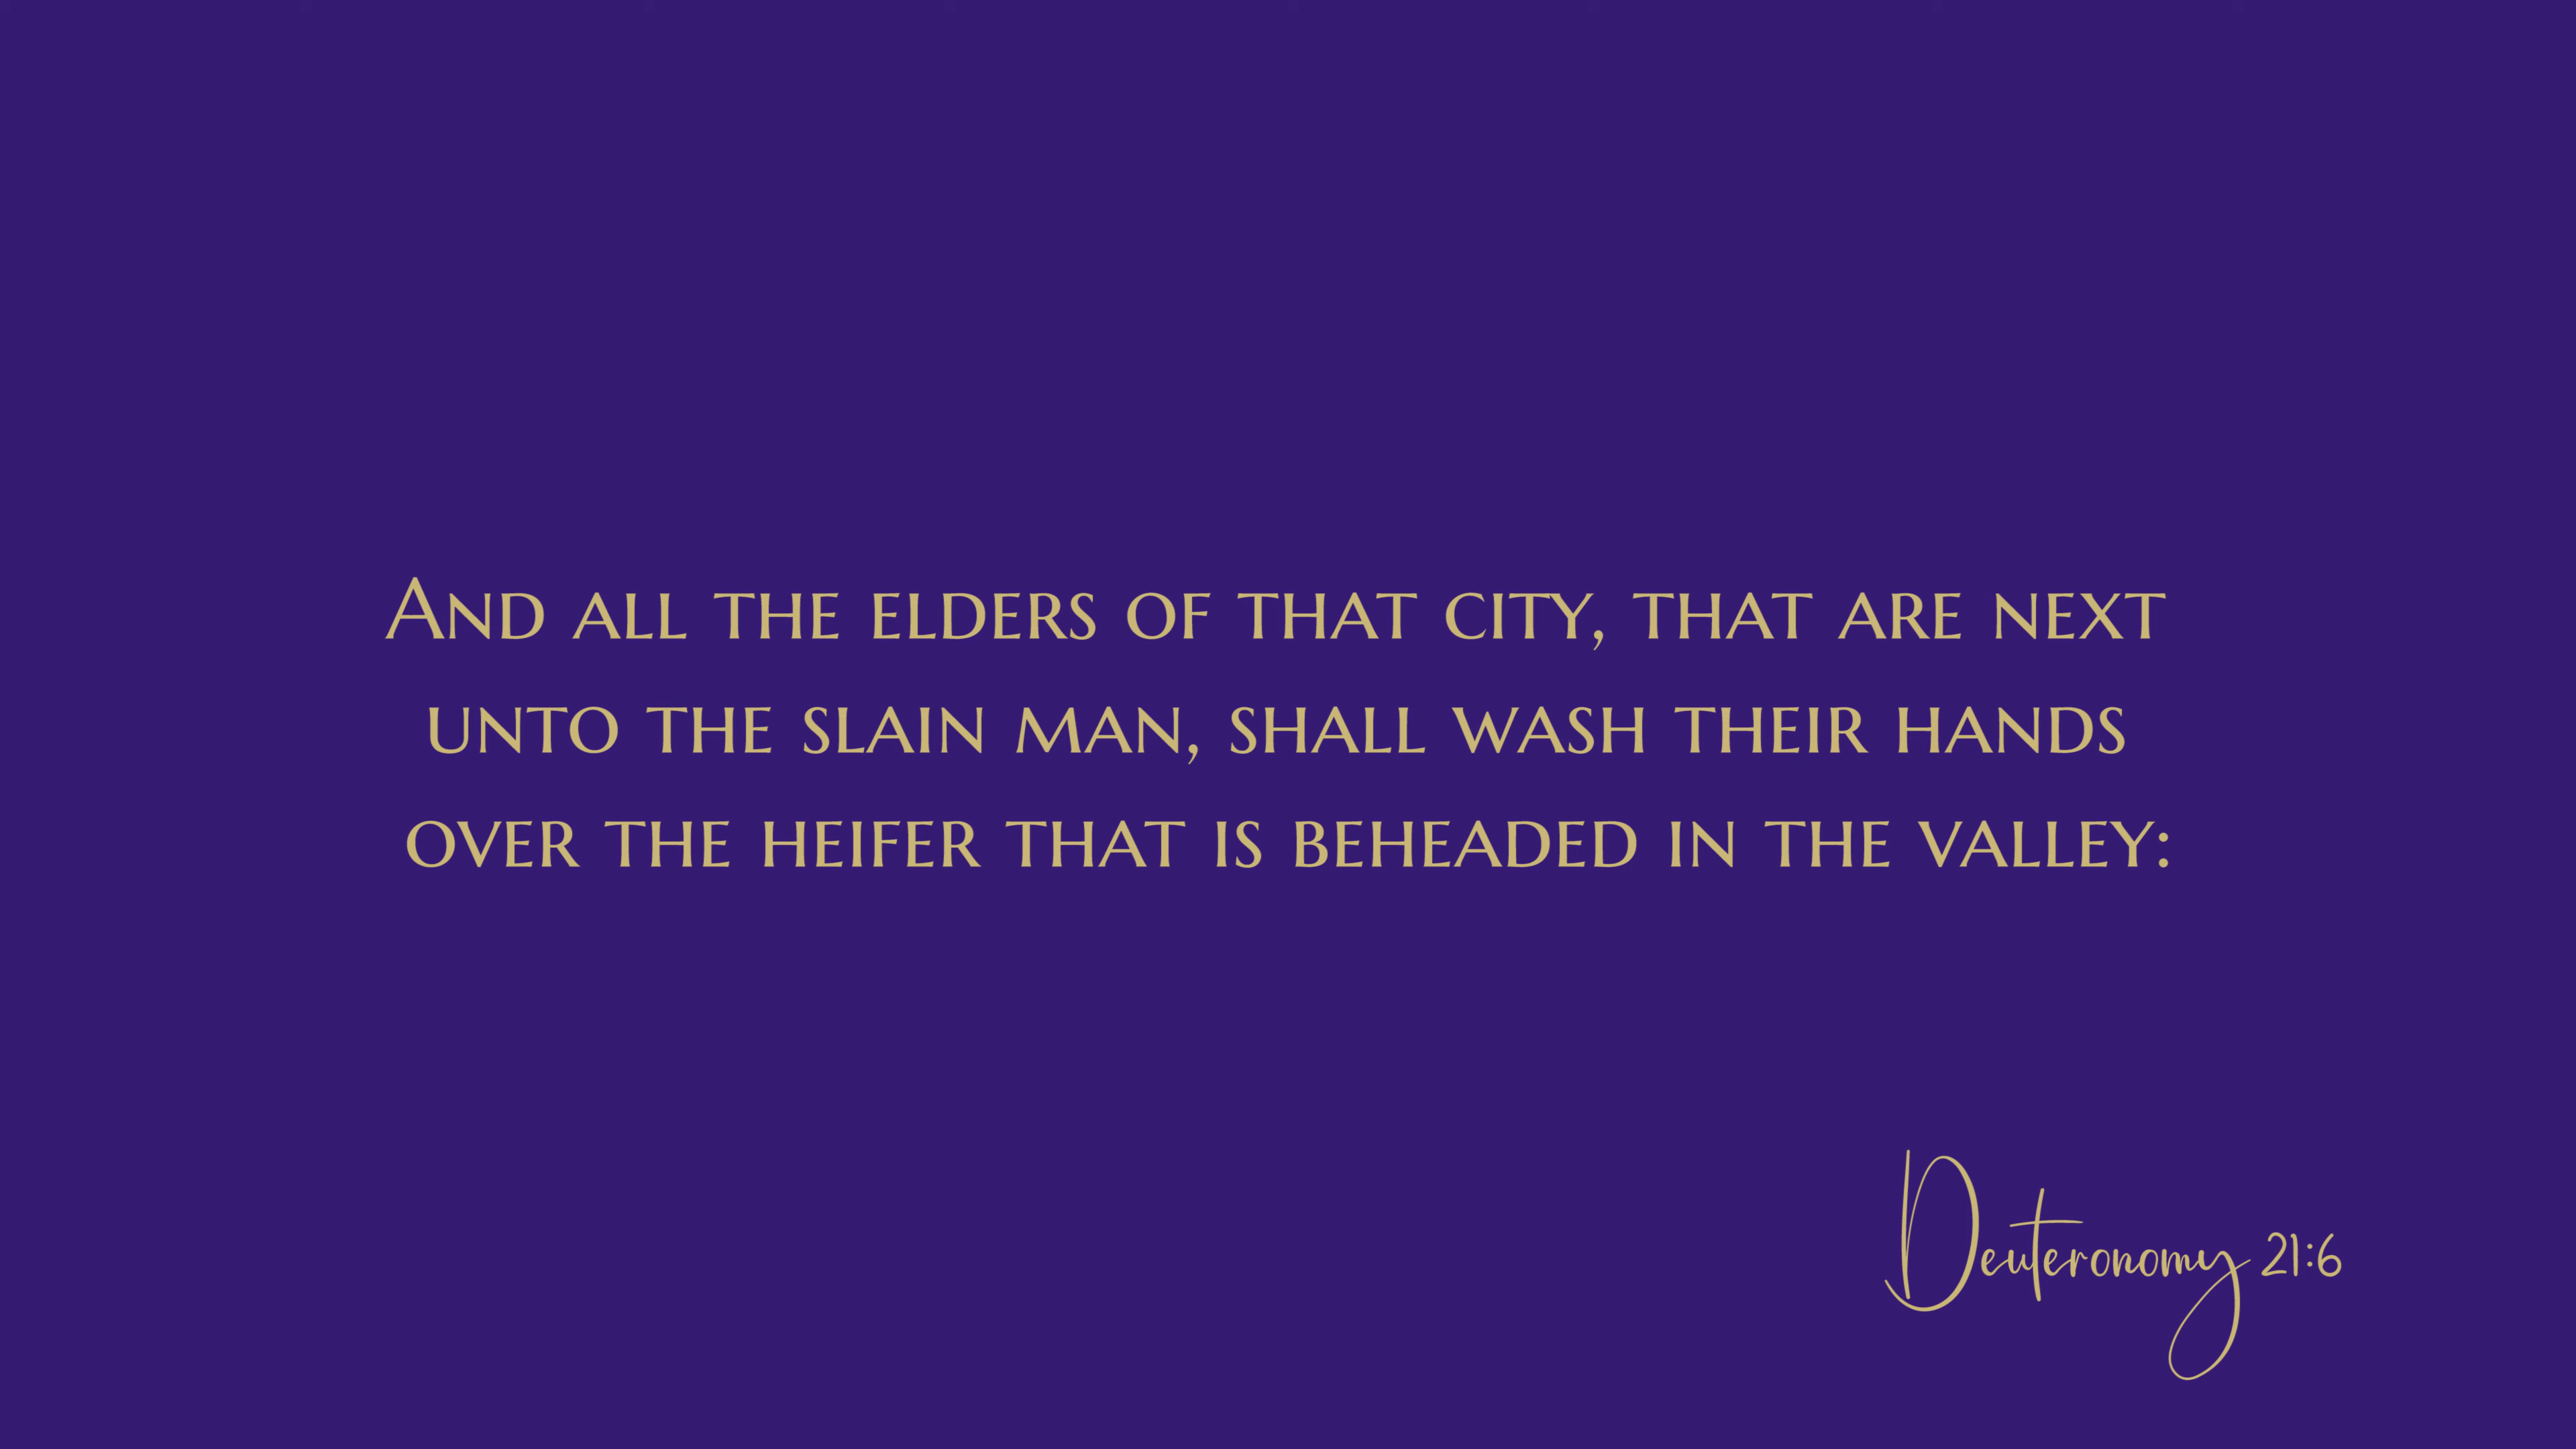 And all the elders of that city, that are next
unto the slain man, shall wash their hands
over the heifer that is beheaded in the valley:
Deuteronomy 21:6